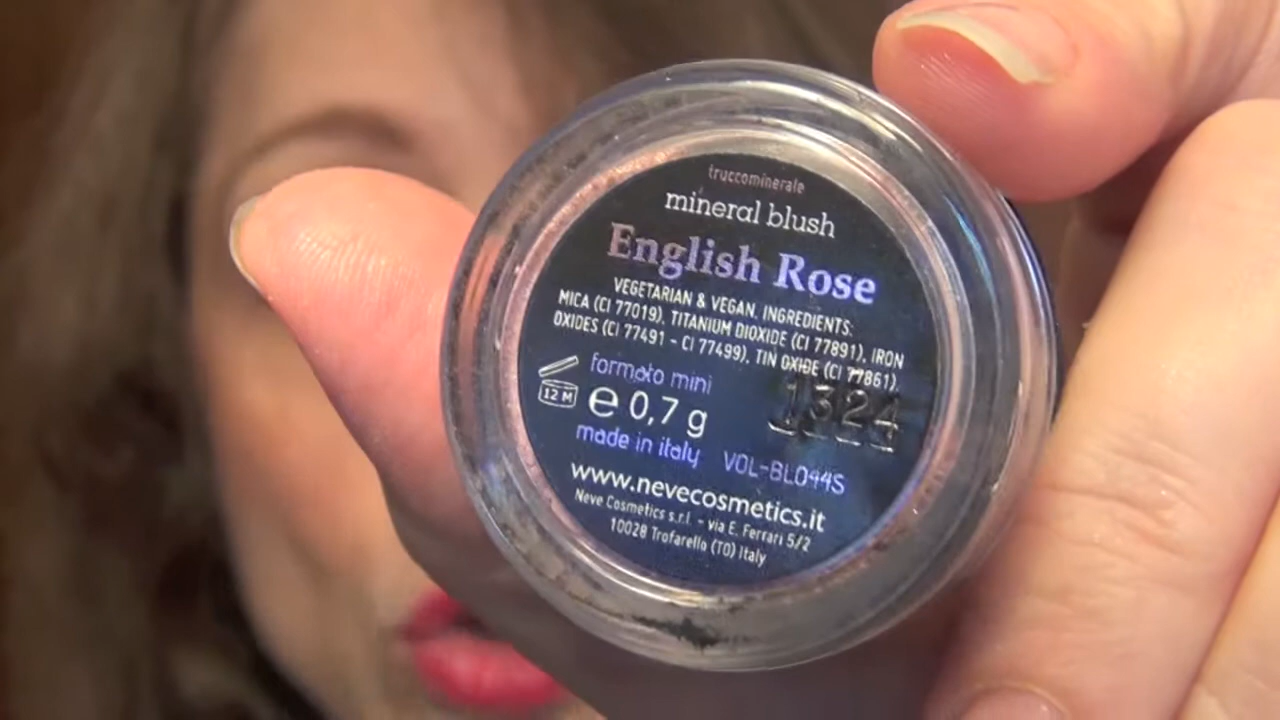 truccominerale
mineral blush
English Rose
VEGETARIAN & VEGAN. INGREDIENTS:
MICA (CI 77019), TITANIUM DIOXIDE (CI 77891), IRON
OXIDES (CI 77491 - CI 77499), TIN OXIDE (CI 77861).
formato mini
12 M e 0,7 g 1324
made in italy VOL-BL044S
www.nevecosmetics.it
Neve Cosmetics s.r.l. - via E. Ferrari 5/2
10028 Trofarello (TO) Italy